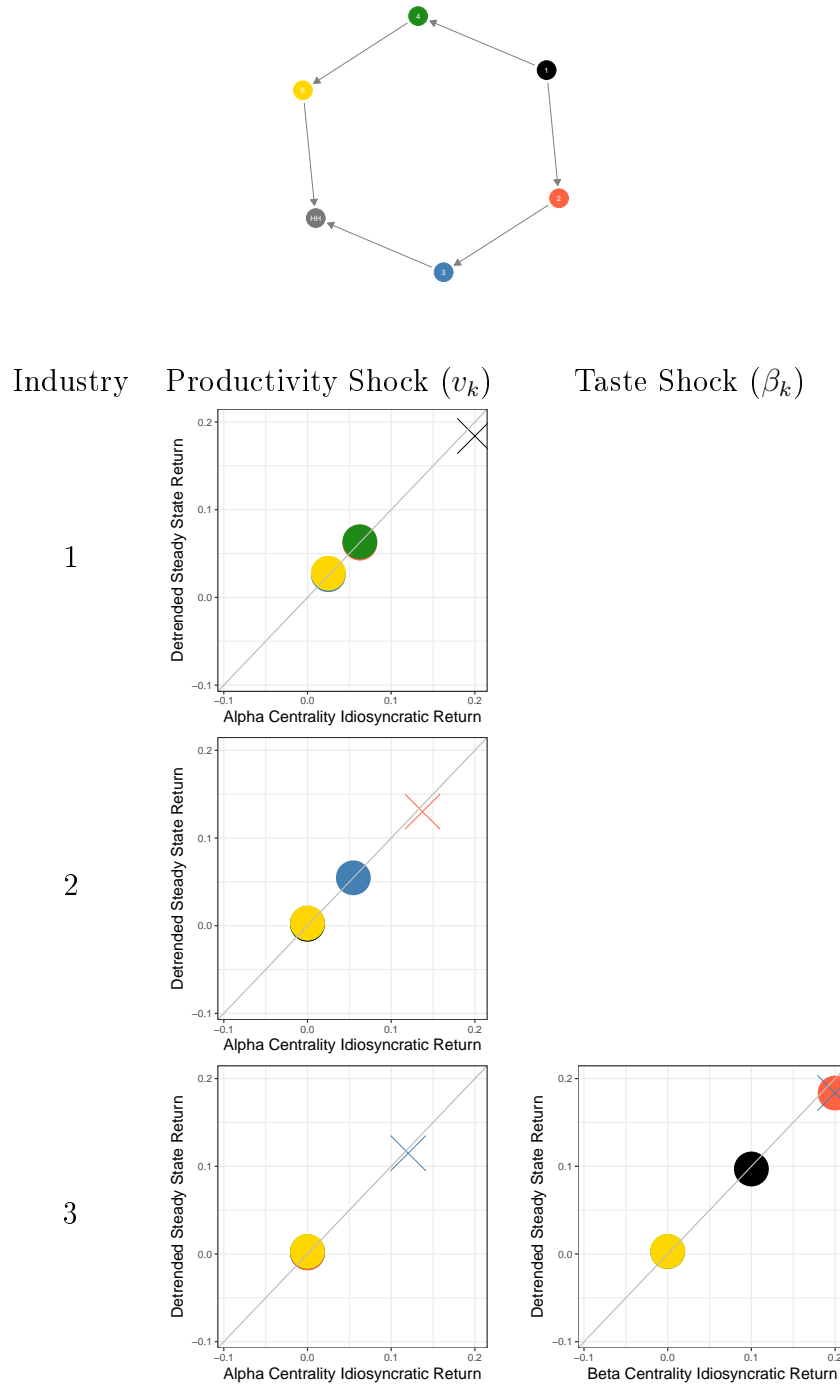 4
1
5
2
HH
3
Industry Productivity Shock (v_k) Taste Shock (β_k)
1
Detrended Steady State Return
0.2
0.1
0.0
−0.1
−0.1 0.0 0.1 0.2
Alpha Centrality Idiosyncratic Return
2
Detrended Steady State Return
0.2
0.1
0.0
−0.1
−0.1 0.0 0.1 0.2
Alpha Centrality Idiosyncratic Return
3
Detrended Steady State Return
0.2
0.1
0.0
−0.1
−0.1 0.0 0.1 0.2
Alpha Centrality Idiosyncratic Return
Detrended Steady State Return
0.2
0.1
0.0
−0.1
−0.1 0.0 0.1 0.2
Beta Centrality Idiosyncratic Return